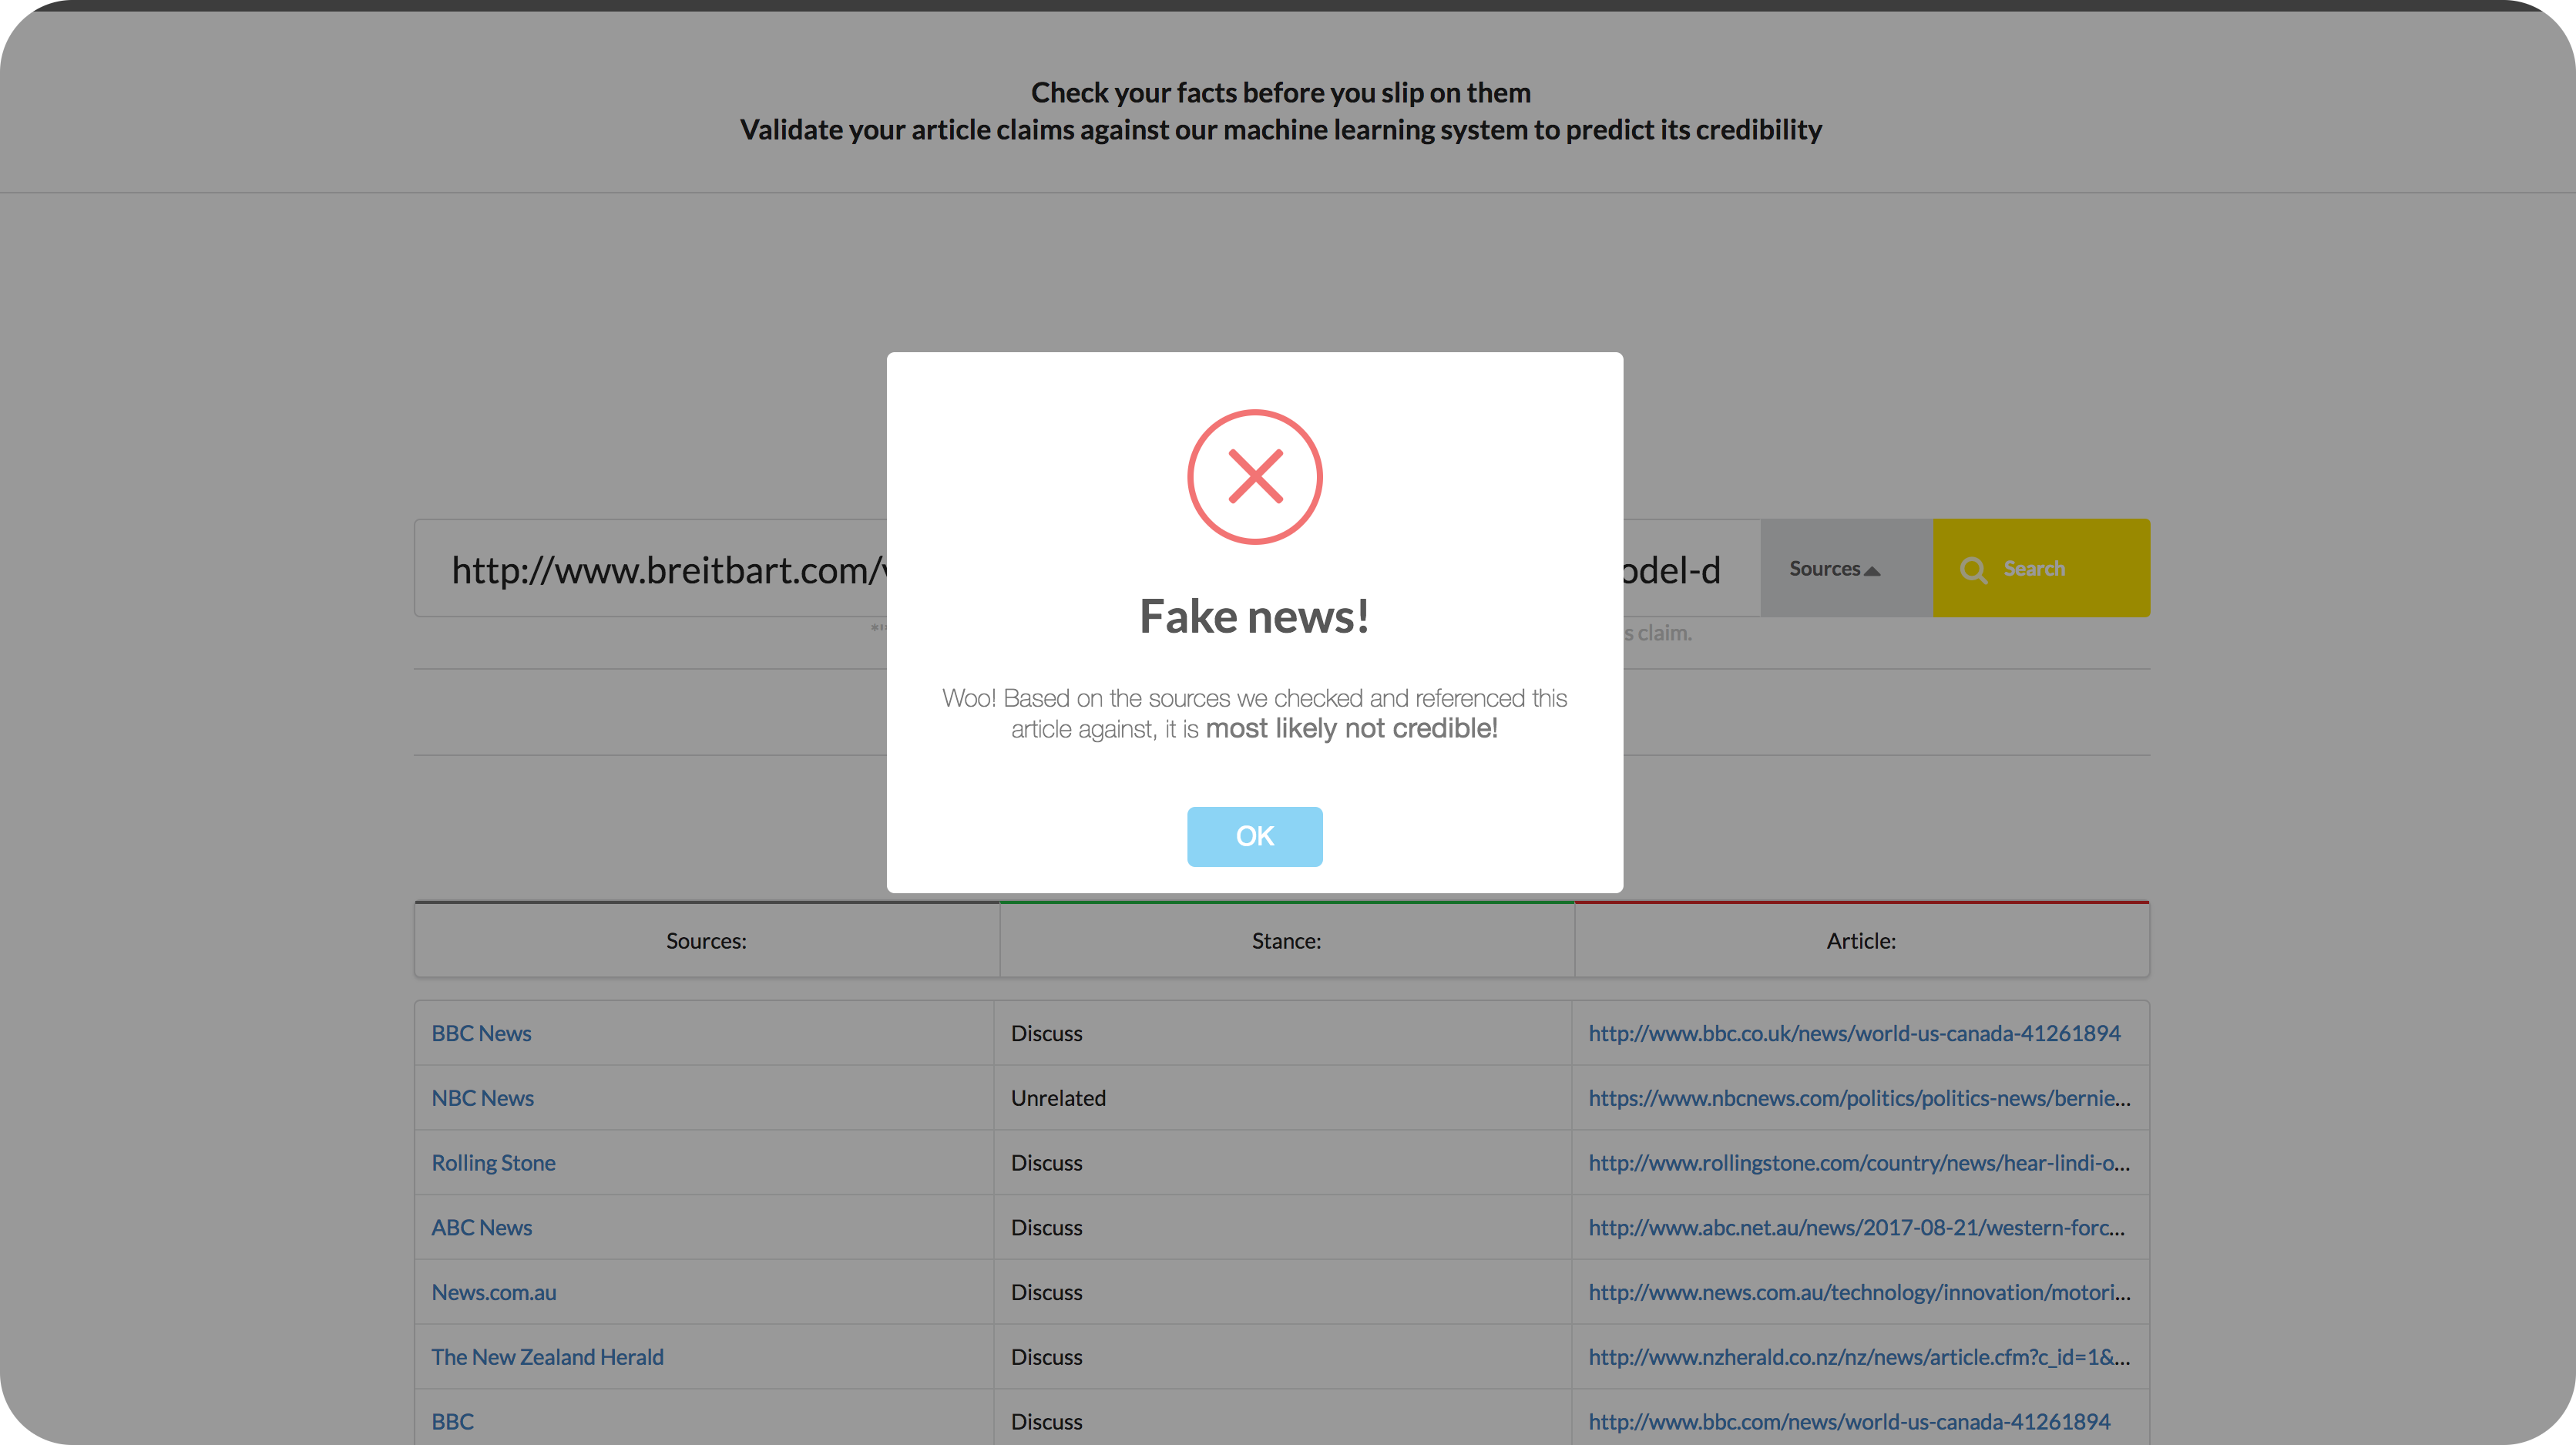 Check your facts before you slip on them
Validate your article claims against our machine learning system to predict its credibility
http://www.breitbart.com/
odel-d
Sources
Search
s claim.
Fake news!
Woo! Based on the sources we checked and referenced this
article against, it is most likely not credible!
OK
Sources:
Stance:
Article:
BBC News
Discuss
http://www.bbc.co.uk/news/world-us-canada-41261894
NBC News
Unrelated
https://www.nbcnews.com/politics/politics-news/bernie...
Rolling Stone
Discuss
http://www.rollingstone.com/country/news/hear-lindi-o...
ABC News
Discuss
http://www.abc.net.au/news/2017-08-21/western-forc...
News.com.au
Discuss
http://www.news.com.au/technology/innovation/motori...
The New Zealand Herald
Discuss
http://www.nzherald.co.nz/nz/news/article.cfm?c_id=1&...
BBC
Discuss
http://www.bbc.com/news/world-us-canada-41261894